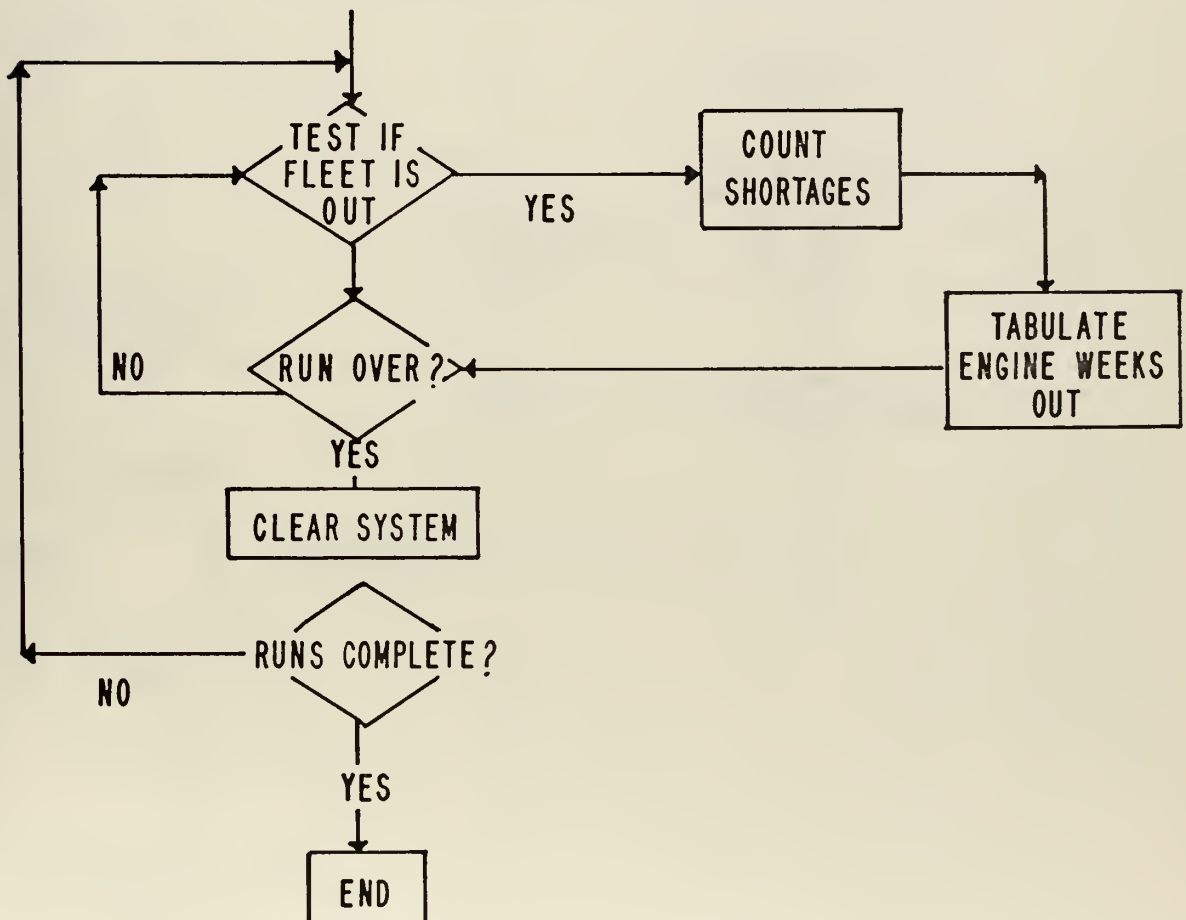 TEST IF
FLEET IS
OUT
YES
COUNT
SHORTAGES
TABULATE
ENGINE WEEKS
OUT
RUN OVER?
NO
YES
CLEAR SYSTEM
RUNS COMPLETE?
NO
YES
END